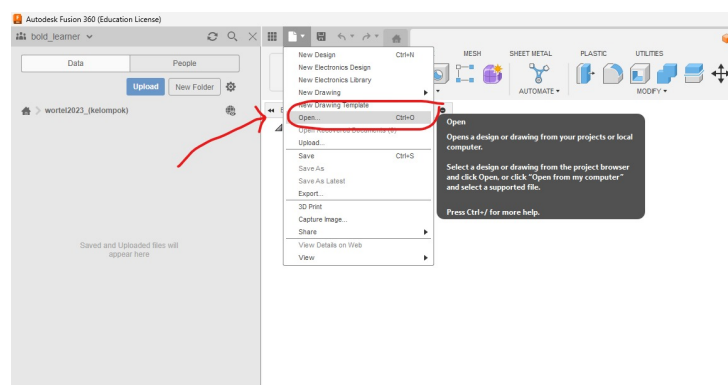 Autodesk Fusion 360 (Education License)
bold_learner
Data People
Upload New Folder
wortel2023_(kelompok)
Saved and Uploaded files will
appear here
New Design Ctrl+N
New Electronics Design
New Electronics Library
New Drawing
New Drawing Template
Open... Ctrl+O
Open Recovered Documents
Upload...
Save Ctrl+S
Save As
Save As Latest
Export...
3D Print
Capture Image...
Share
View Details on Web
View
MESH SHEET METAL PLASTIC UTILITIES
AUTOMATE MODIFY
Open
Opens a design or drawing from your projects or local
computer.
Select a design or drawing from the project browser
and click Open, or click "Open from my computer"
and select a supported file.
Press Ctrl+/ for more help.